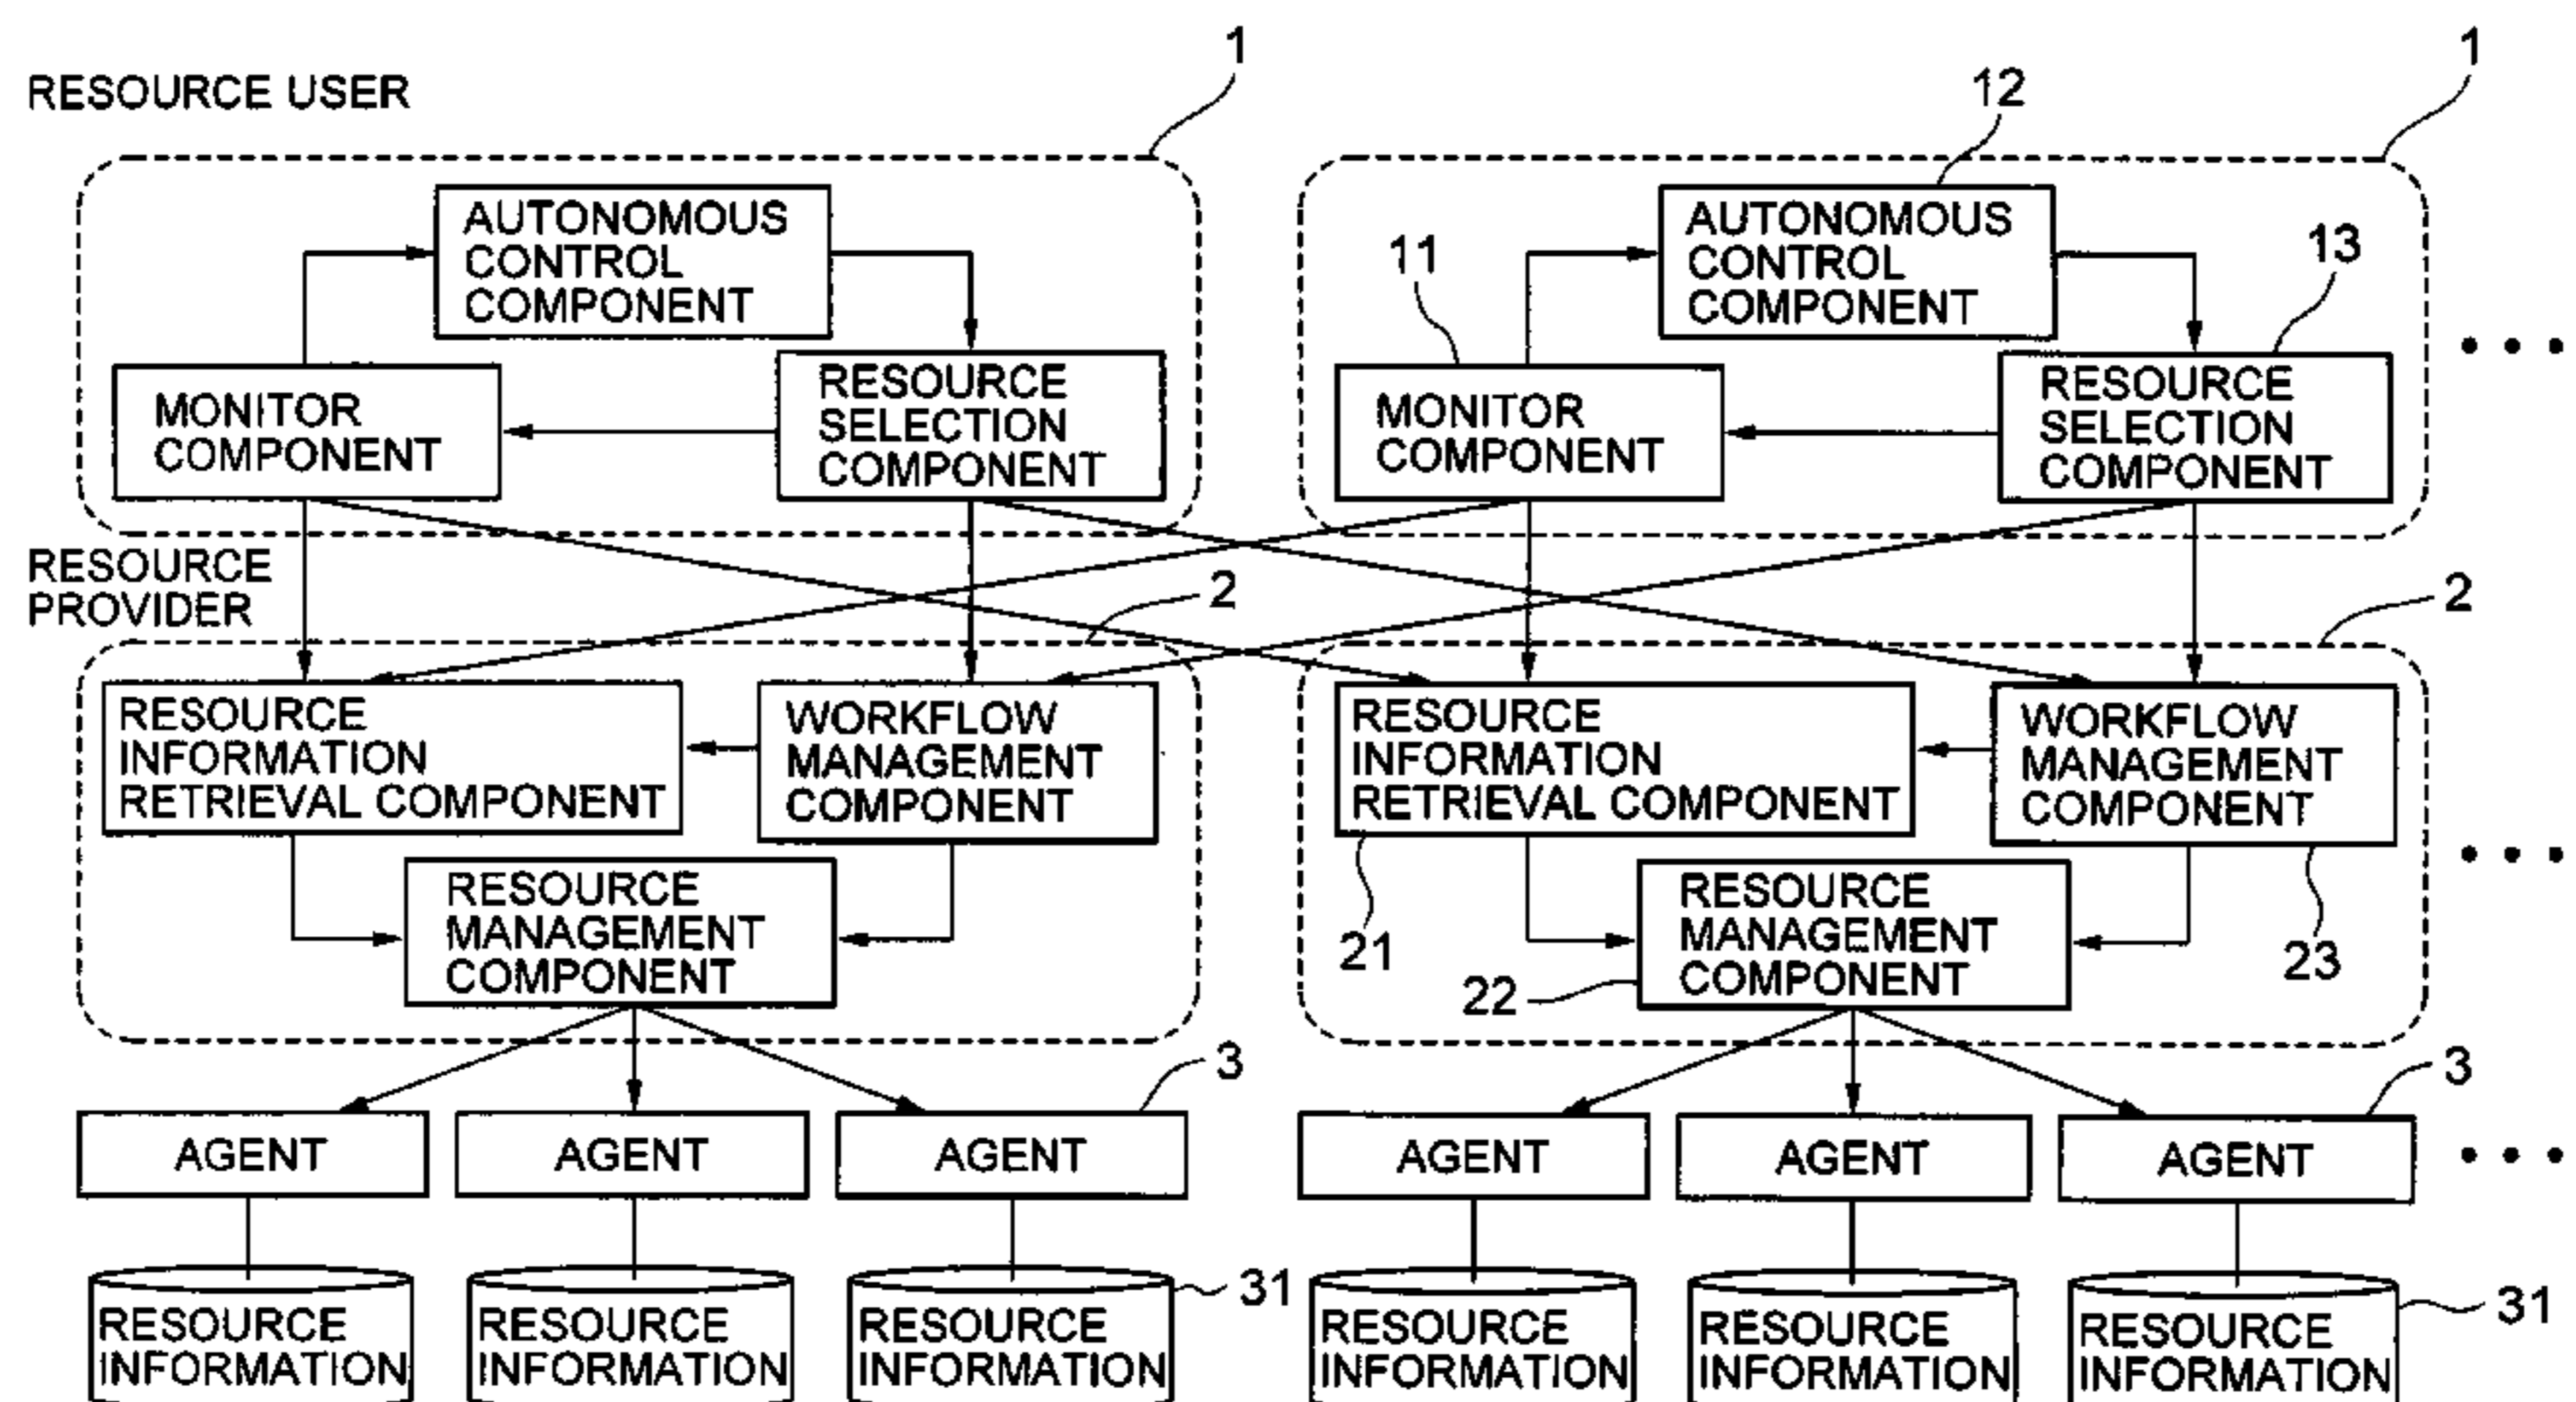 1
1
RESOURCE USER
12
AUTONOMOUS
CONTROL
COMPONENT
AUTONOMOUS
CONTROL
COMPONENT
11
13
MONITOR
COMPONENT
RESOURCE
SELECTION
COMPONENT
MONITOR
COMPONENT
RESOURCE
SELECTION
COMPONENT
RESOURCE
PROVIDER
2
2
RESOURCE
INFORMATION
RETRIEVAL COMPONENT
WORKFLOW
MANAGEMENT
COMPONENT
RESOURCE
INFORMATION
RETRIEVAL COMPONENT
WORKFLOW
MANAGEMENT
COMPONENT
RESOURCE
MANAGEMENT
COMPONENT
RESOURCE
MANAGEMENT
COMPONENT
21
22
23
3
3
AGENT
AGENT
AGENT
AGENT
AGENT
AGENT
31
31
RESOURCE
INFORMATION
RESOURCE
INFORMATION
RESOURCE
INFORMATION
RESOURCE
INFORMATION
RESOURCE
INFORMATION
RESOURCE
INFORMATION